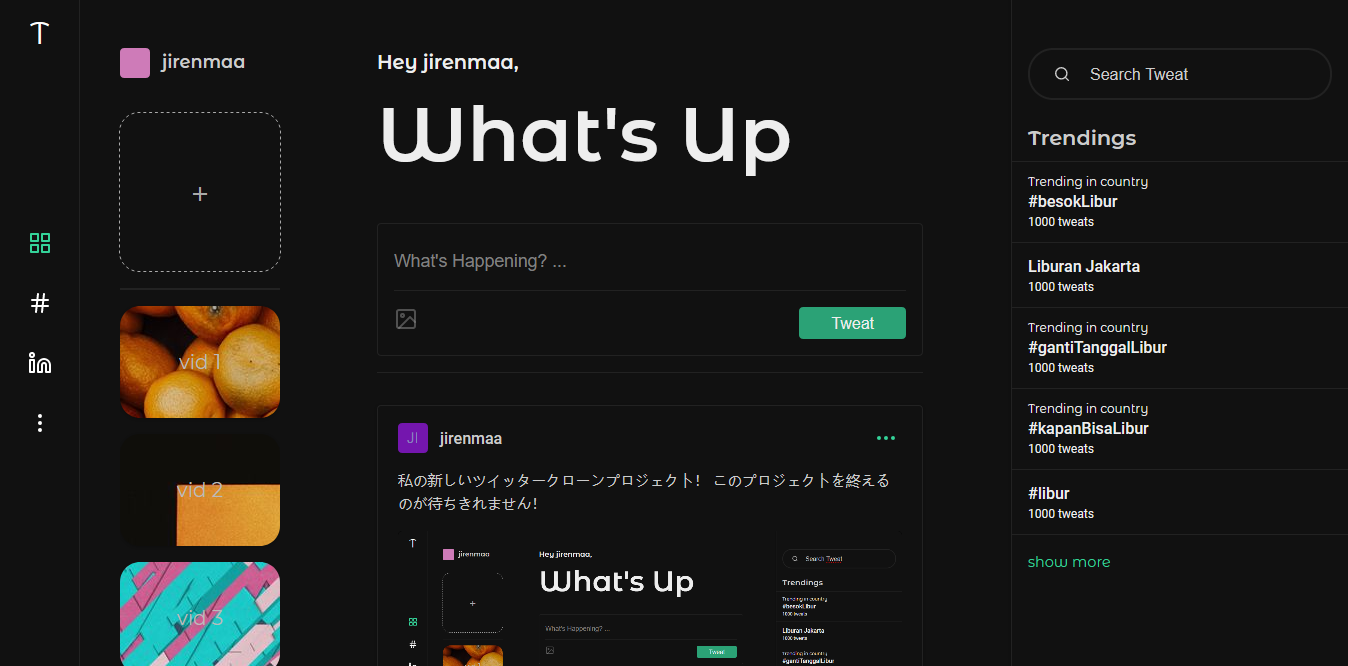 T
jirenmaa
+
vid 1
vid 2
vid 3
#
in
Hey jirenmaa,
What's Up
What's Happening? ...
Tweat
JI
jirenmaa
私の新しいツイッタークローンプロジェクト! このプロジェクトを終える
のが待ちきれません!
T
jirenmaa
+
#
Hey jirenmaa,
What's Up
What's Happening? ...
Tweat
Search Tweat
Trendings
Trending in country
#besokLibur
1000 tweats
Liburan Jakarta
1000 tweats
Trending in country
#gantiTanggalLibur
Search Tweat
Trendings
Trending in country
#besokLibur
1000 tweats
Liburan Jakarta
1000 tweats
Trending in country
#gantiTanggalLibur
1000 tweats
Trending in country
#kapanBisaLibur
1000 tweats
#libur
1000 tweats
show more